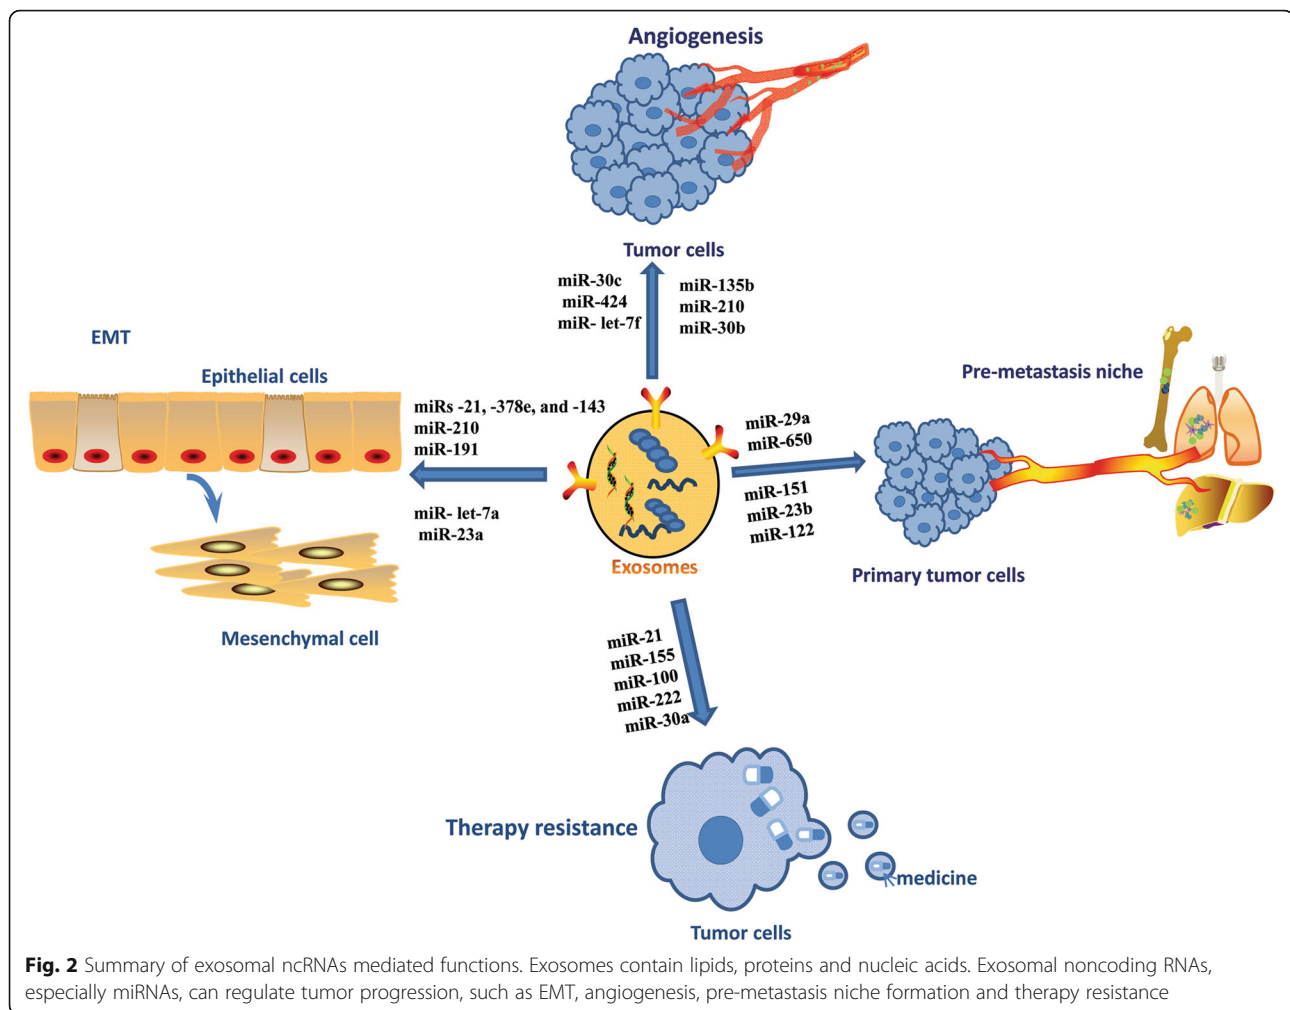 Angiogenesis
Tumor cells
miR-30c
miR-424
miR- let-7f
miR-135b
miR-210
miR-30b
EMT
Epithelial cells
miRs -21, -378e, and -143
miR-210
miR-191
miR- let-7a
miR-23a
Mesenchymal cell
Exosomes
miR-29a
miR-650
miR-151
miR-23b
miR-122
Pre-metastasis niche
Primary tumor cells
miR-21
miR-155
miR-100
miR-222
miR-30a
Therapy resistance
medicine
Tumor cells
Fig. 2 Summary of exosomal ncRNAs mediated functions. Exosomes contain lipids, proteins and nucleic acids. Exosomal noncoding RNAs,
especially miRNAs, can regulate tumor progression, such as EMT, angiogenesis, pre-metastasis niche formation and therapy resistance